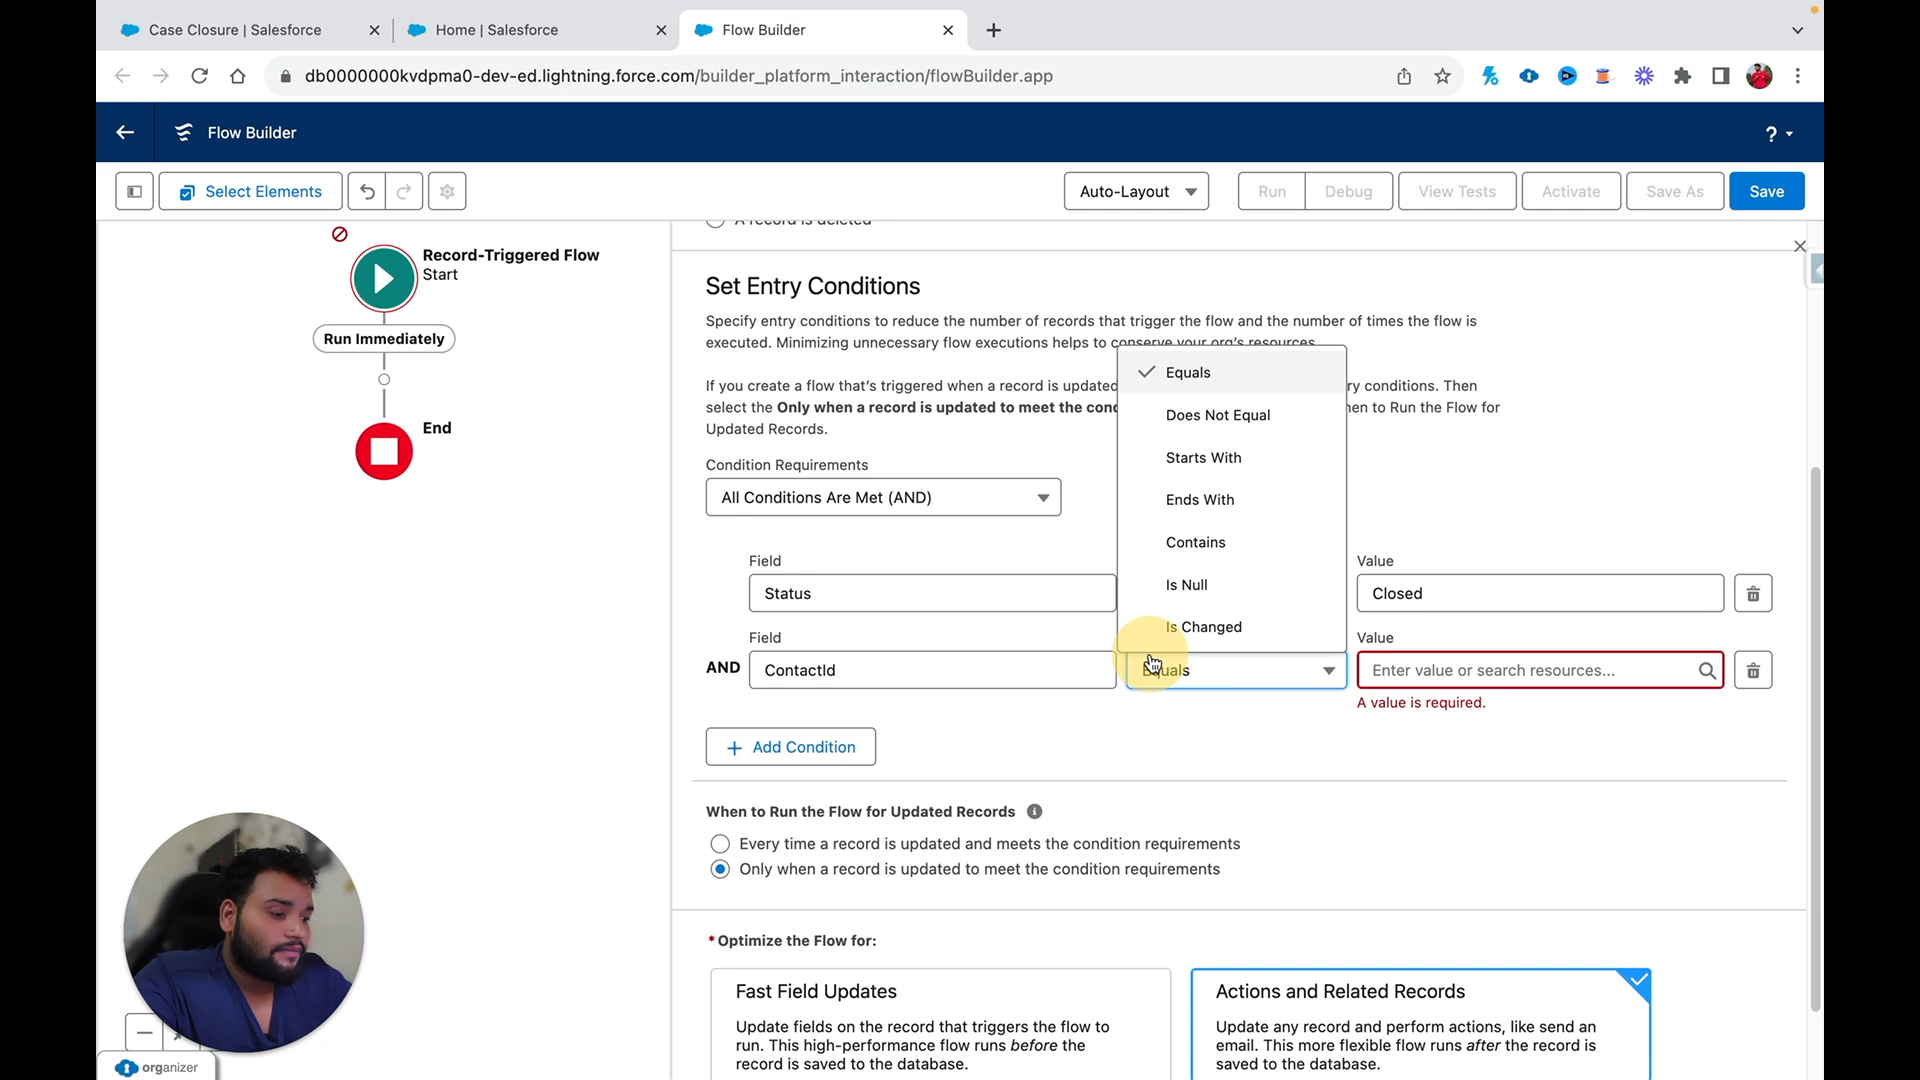 Case Closure | Salesforce
Home | Salesforce
Flow Builder
db0000000kvdpma0-dev-ed.lightning.force.com/builder_platform_interaction/flowBuilder.app
Flow Builder
?
Select Elements
Auto-Layout
Run
Debug
View Tests
Activate
Save As
Save
A record is deleted
Record-Triggered Flow
Start
Run Immediately
End
Set Entry Conditions
Specify entry conditions to reduce the number of records that trigger the flow and the number of times the flow is
executed. Minimizing unnecessary flow executions helps to conserve your org's resources.
If you create a flow that's triggered when a record is updated
ry conditions. Then
select the Only when a record is updated to meet the cond
en to Run the Flow for
Updated Records.
Equals
Does Not Equal
Starts With
Ends With
Contains
Is Null
Is Changed
Condition Requirements
All Conditions Are Met (AND)
Field
Value
Status
Closed
Field
Value
AND
ContactId
Equals
Enter value or search resources...
A value is required.
Add Condition
When to Run the Flow for Updated Records
Every time a record is updated and meets the condition requirements
Only when a record is updated to meet the condition requirements
*Optimize the Flow for:
Fast Field Updates
Update fields on the record that triggers the flow to
run. This high-performance flow runs before the
record is saved to the database.
Actions and Related Records
Update any record and perform actions, like send an
email. This more flexible flow runs after the record is
saved to the database.
organizer